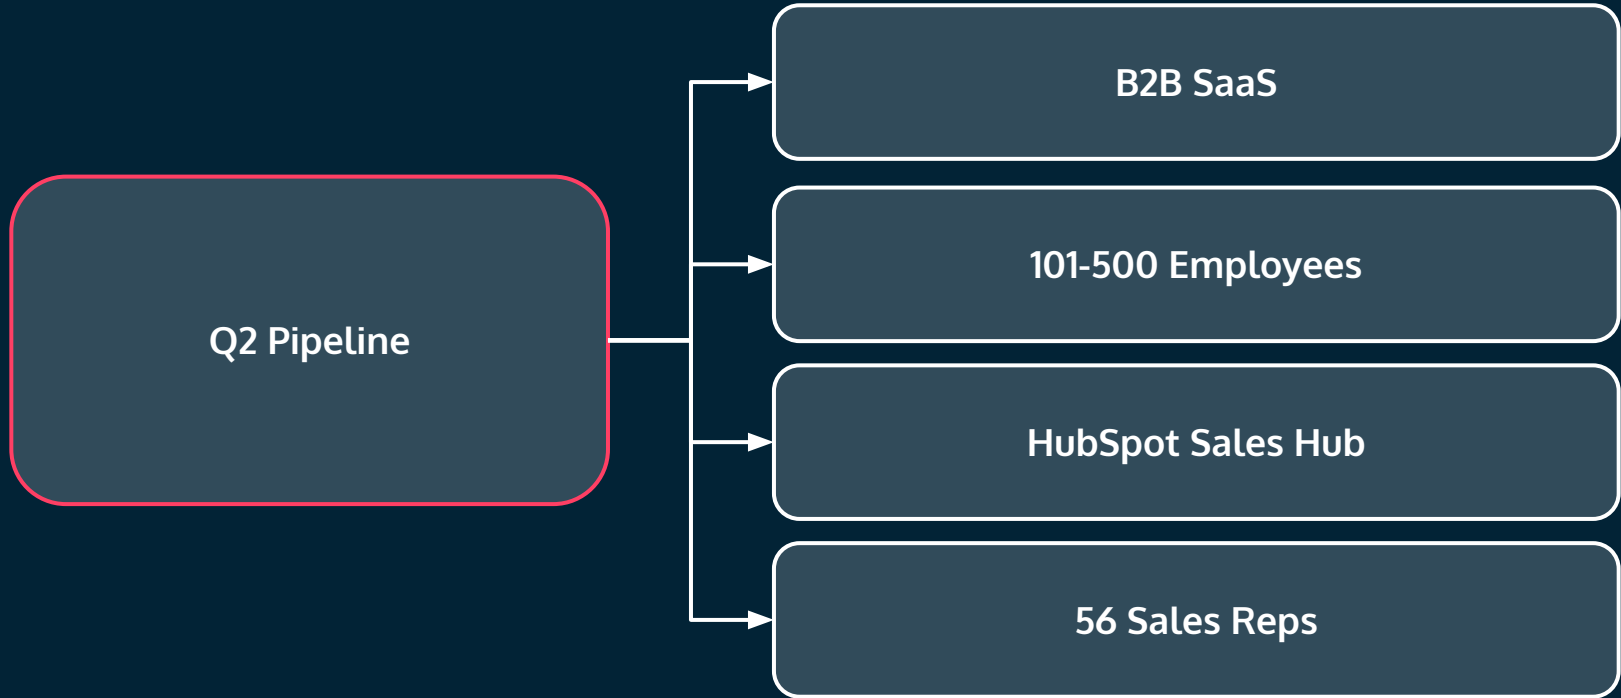 Q2 Pipeline
B2B SaaS
101-500 Employees
HubSpot Sales Hub
56 Sales Reps